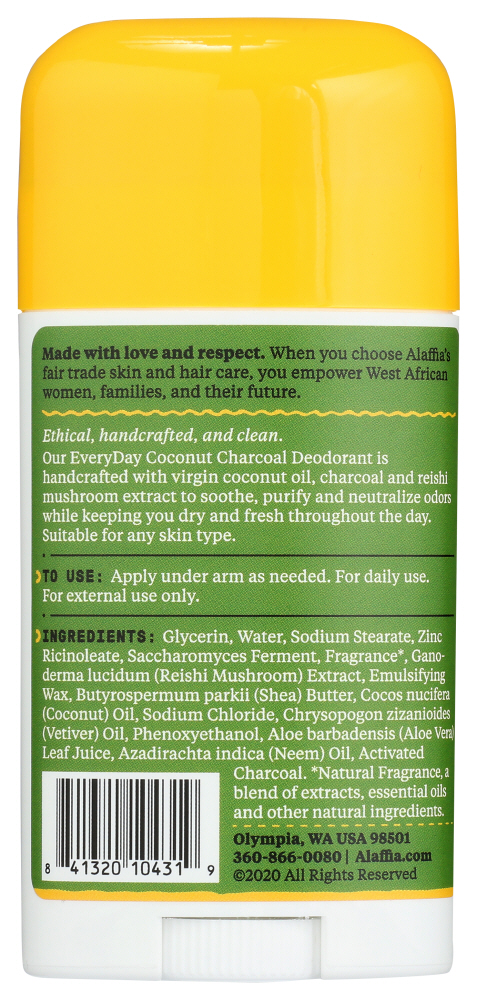 Made with love and respect. When you choose Alaffia's
fair trade skin and hair care, you empower West African
women, families, and their future.
Ethical, handcrafted, and clean.
Our EveryDay Coconut Charcoal Deodorant is
handcrafted with virgin coconut oil, charcoal and reishi
mushroom extract to soothe, purify and neutralize odors
while keeping you dry and fresh throughout the day.
Suitable for any skin type.
TO USE: Apply under arm as needed. For daily use.
For external use only.
INGREDIENTS: Glycerin, Water, Sodium Stearate, Zinc
Ricinoleate, Saccharomyces Ferment, Fragrance*, Gano-
derma lucidum (Reishi Mushroom) Extract, Emulsifying
Wax, Butyrospermum parkii (Shea) Butter, Cocos nucifera
(Coconut) Oil, Sodium Chloride, Chrysopogon zizanioides
(Vetiver) Oil, Phenoxyethanol, Aloe barbadensis (Aloe Vera)
Leaf Juice, Azadirachta indica (Neem) Oil, Activated
Charcoal. *Natural Fragrance, a
blend of extracts, essential oils
and other natural ingredients.
Olympia, WA USA 98501
360-866-0080 | Alaffia.com
©2020 All Rights Reserved
8 41320 10431 9